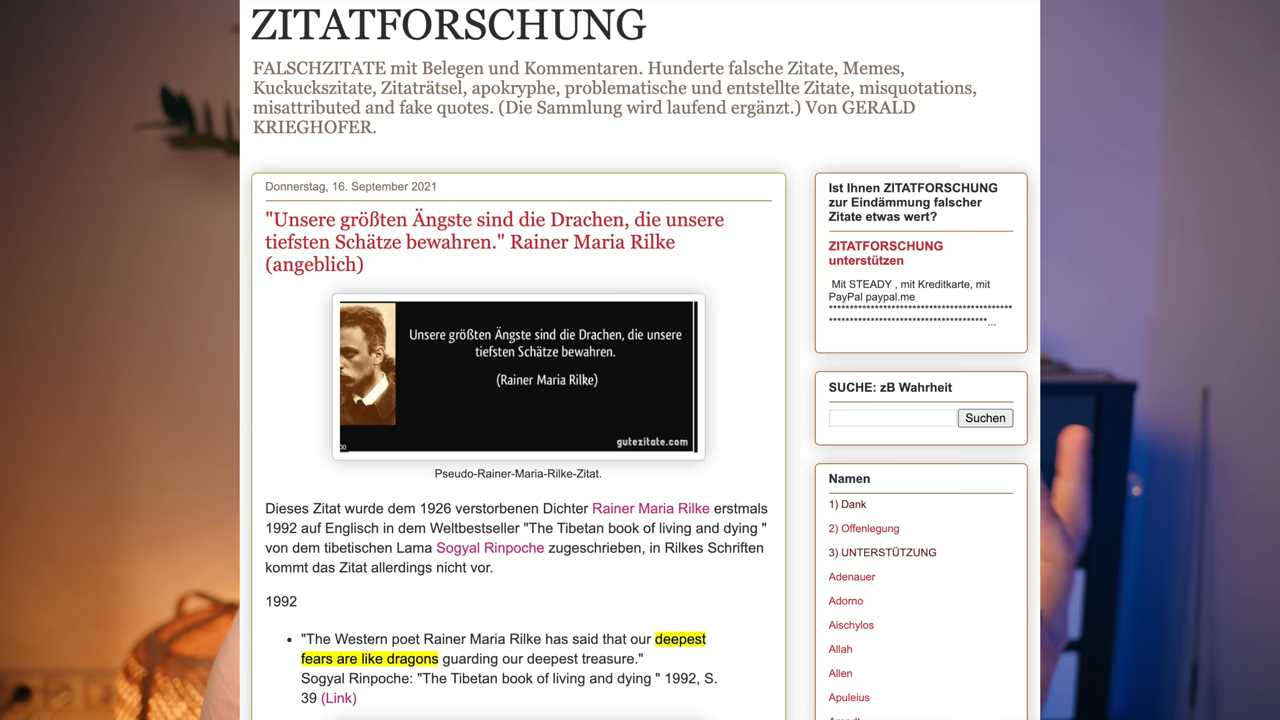 ZITATFORSCHUNG
FALSCHZITATE mit Belegen und Kommentaren. Hunderte falsche Zitate, Memes,
Kuckuckszitate, Zitaträtsel, apokryphe, problematische und entstellte Zitate, misquotations,
misattributed and fake quotes. (Die Sammlung wird laufend ergänzt.) Von GERALD
KRIEGHOFER.
Donnerstag, 16. September 2021
"Unsere größten Ängste sind die Drachen, die unsere
tiefsten Schätze bewahren." Rainer Maria Rilke
(angeblich)
Unsere größten Ängste sind die Drachen, die unsere
tiefsten Schätze bewahren.
(Rainer Maria Rilke)
gutezitate.com
Pseudo-Rainer-Maria-Rilke-Zitat.
Dieses Zitat wurde dem 1926 verstorbenen Dichter Rainer Maria Rilke erstmals
1992 auf Englisch in dem Weltbestseller "The Tibetan book of living and dying "
von dem tibetischen Lama Sogyal Rinpoche zugeschrieben, in Rilkes Schriften
kommt das Zitat allerdings nicht vor.
1992
• "The Western poet Rainer Maria Rilke has said that our deepest
fears are like dragons guarding our deepest treasure."
Sogyal Rinpoche: "The Tibetan book of living and dying " 1992, S.
39 (Link)
Ist Ihnen ZITATFORSCHUNG
zur Eindämmung falscher
Zitate etwas wert?
ZITATFORSCHUNG
unterstützen
Mit STEADY , mit Kreditkarte, mit
PayPal paypal.me
********************************************
**************************************...
SUCHE: zB Wahrheit
Suchen
Namen
1) Dank
2) Offenlegung
3) UNTERSTÜTZUNG
Adenauer
Adorno
Aischylos
Allah
Allen
Apuleius